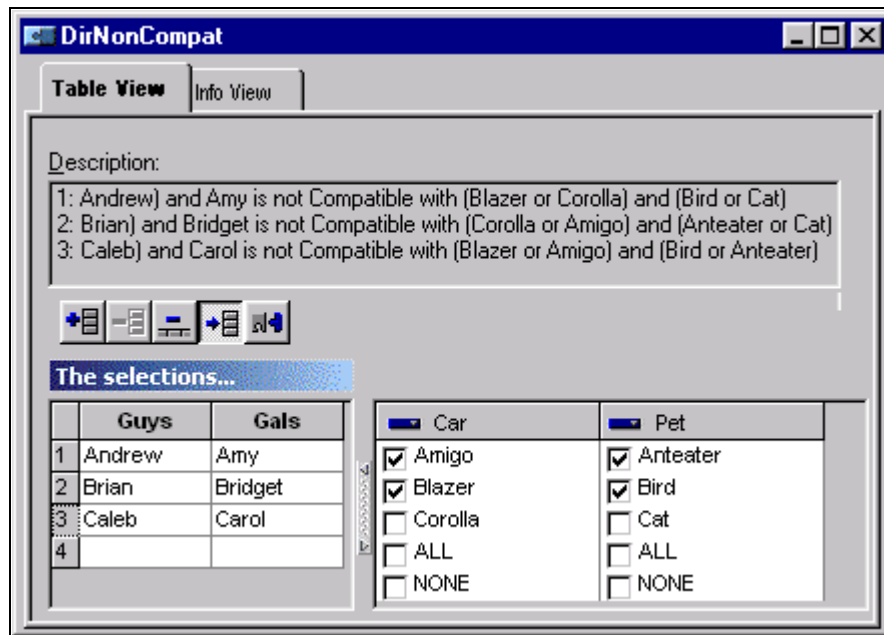 DirNonCompat
Table View Info View
Description:
1: Andrew) and Amy is not Compatible with (Blazer or Corolla) and (Bird or Cat)
2: Brian) and Bridget is not Compatible with (Corolla or Amigo) and (Anteater or Cat)
3: Caleb) and Carol is not Compatible with (Blazer or Amigo) and (Bird or Anteater)
The selections...
Guys Gals Car Pet
1 Andrew Amy Amigo Anteater
2 Brian Bridget Blazer Bird
3 Caleb Carol Corolla Cat
4 ALL ALL
NONE NONE